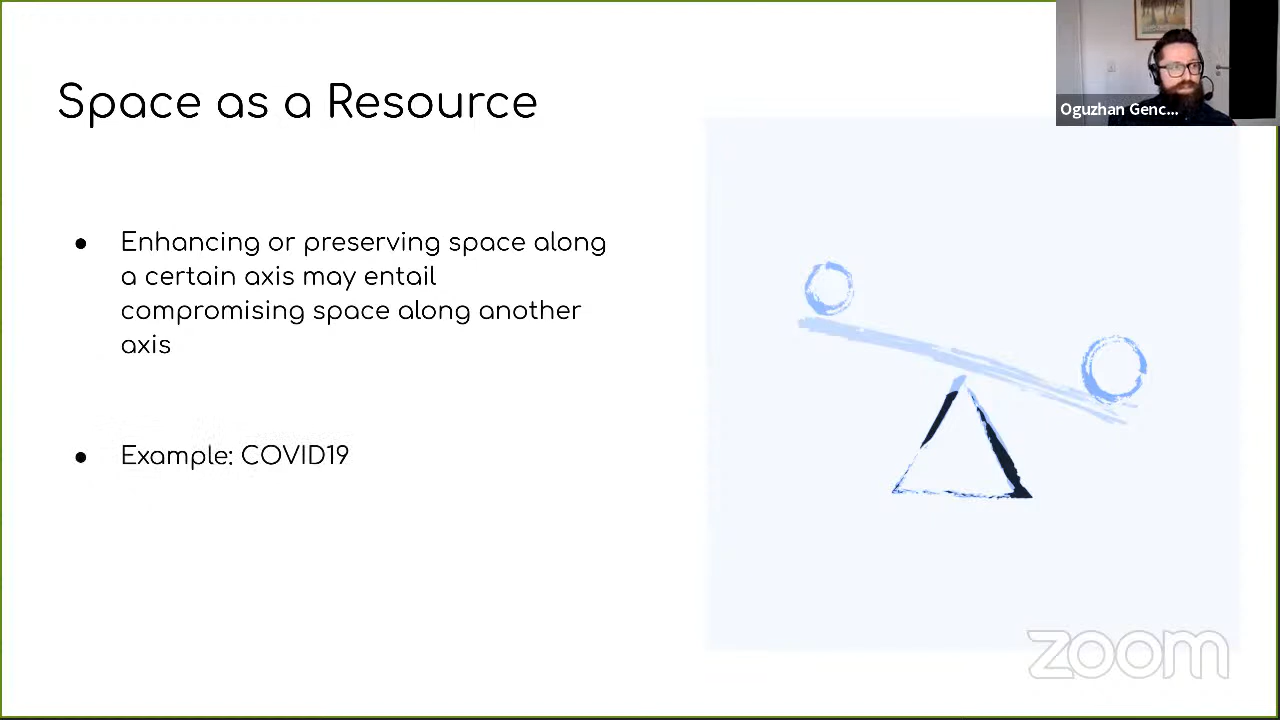 Space as a Resource
Oguzhan Genc...
● Enhancing or preserving space along
a certain axis may entail
compromising space along another
axis
● Example: COVID19
zoom